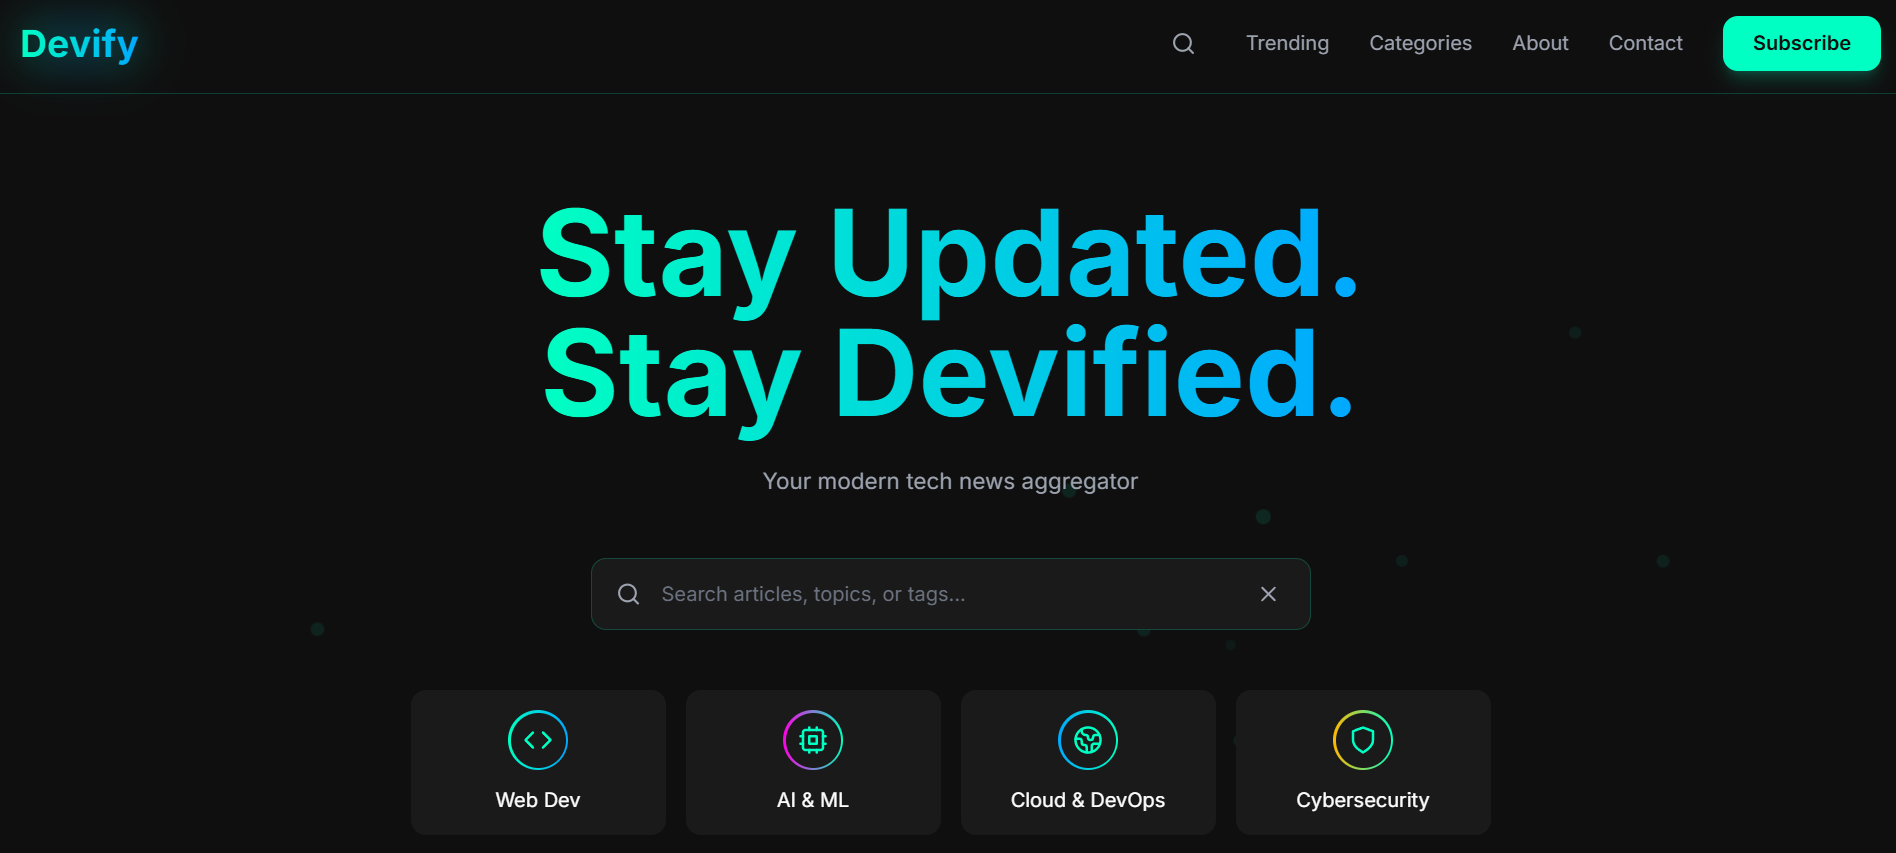 Devify
Trending
Categories
About
Contact
Subscribe
Stay Updated.
Stay Devified.
Your modern tech news aggregator
Search articles, topics, or tags...
Web Dev
AI & ML
Cloud & DevOps
Cybersecurity